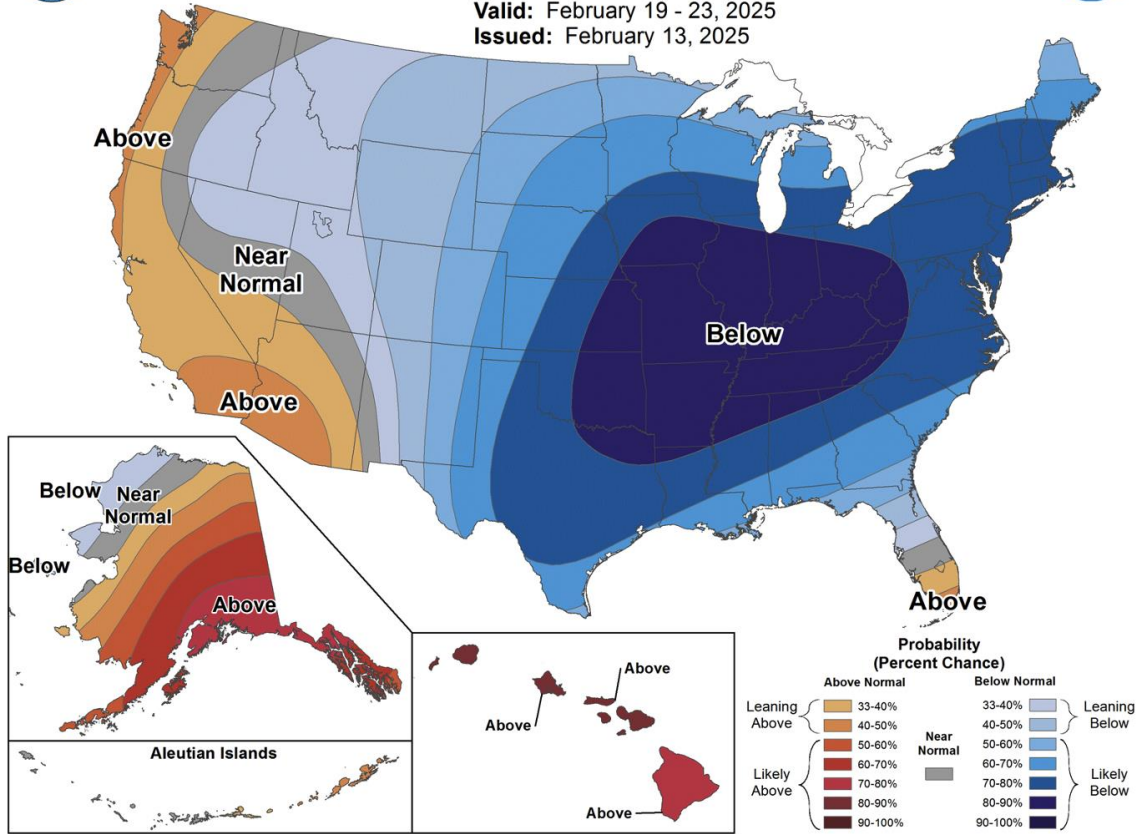 Valid: February 19 - 23, 2025
Issued: February 13, 2025
Above
Near
Normal
Below
Above
Above
Below
Near
Normal
Below
Above
Aleutian Islands
Above
Above
Above
Probability
(Percent Chance)
Above Normal
Below Normal
Leaning
Above
33-40%
40-50%
Likely
Above
50-60%
60-70%
70-80%
80-90%
90-100%
Near
Normal
33-40%
40-50%
Leaning
Below
50-60%
60-70%
70-80%
80-90%
90-100%
Likely
Below